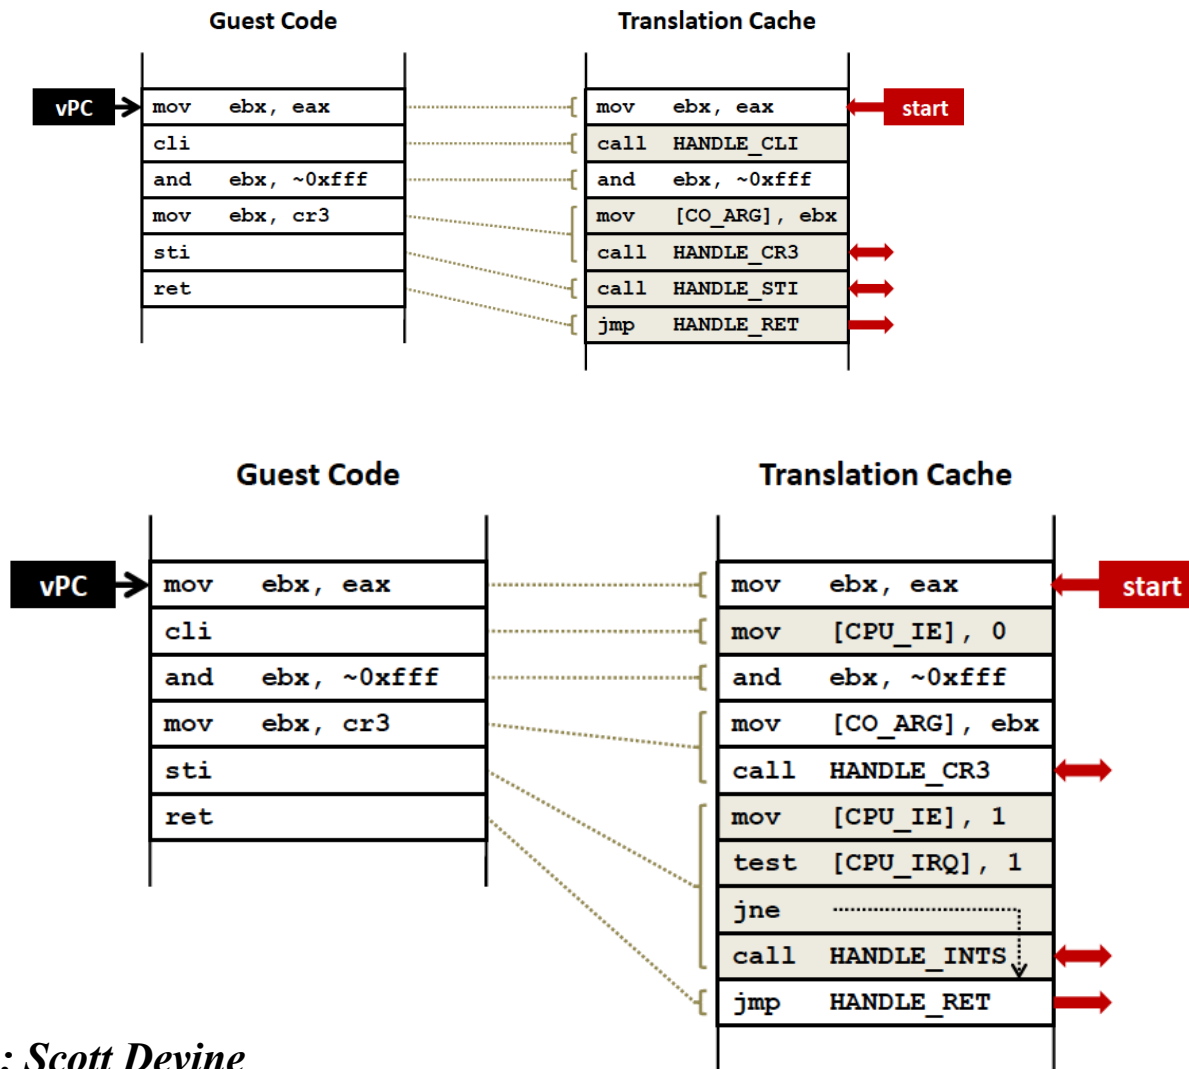 Guest Code Translation Cache
vPC mov ebx, eax mov ebx, eax start
cli call HANDLE_CLI
and ebx, ~0xfff and ebx, ~0xfff
mov ebx, cr3 mov [CO_ARG], ebx
sti call HANDLE_CR3
ret call HANDLE_STI
jmp HANDLE_RET
Guest Code Translation Cache
vPC mov ebx, eax mov ebx, eax start
cli mov [CPU_IE], 0
and ebx, ~0xfff and ebx, ~0xfff
mov ebx, cr3 mov [CO_ARG], ebx
sti call HANDLE_CR3
ret mov [CPU_IE], 1
test [CPU_IRQ], 1
jne
call HANDLE_INTS
jmp HANDLE_RET
: Scott Devine